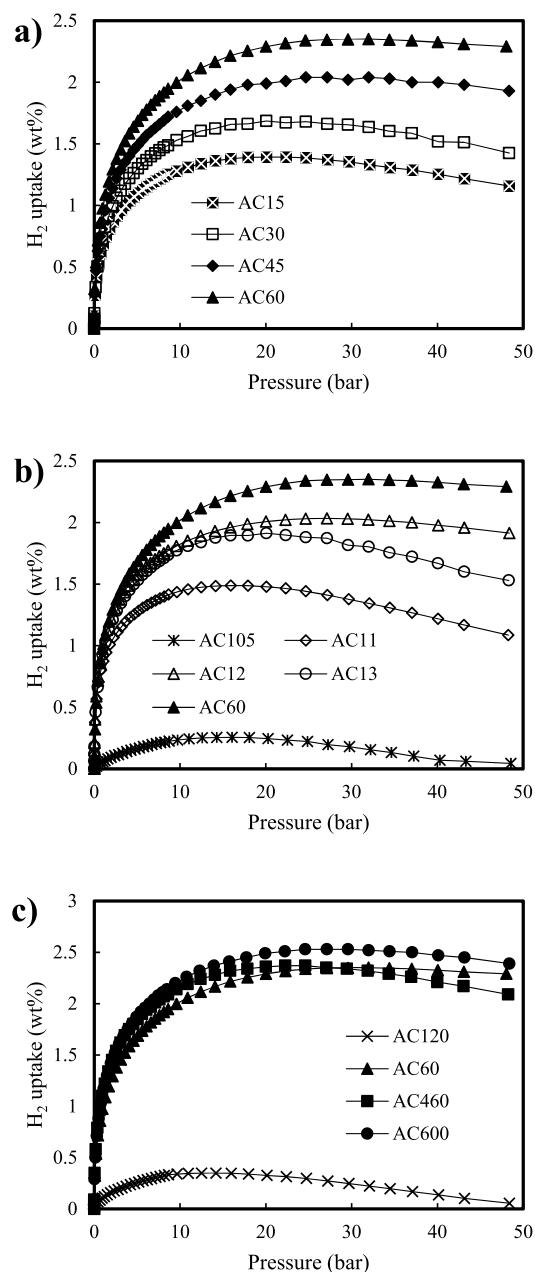 a)
2.5
2
1.5
1
0.5
0
H2 uptake (wt%)
AC15
AC30
AC45
AC60
0 10 20 30 40 50
Pressure (bar)
b)
2.5
2
1.5
1
0.5
0
H2 uptake (wt%)
AC105 AC11
AC12 AC13
AC60
0 10 20 30 40 50
Pressure (bar)
c)
3
2.5
2
1.5
1
0.5
0
H2 uptake (wt%)
AC120
AC60
AC460
AC600
0 10 20 30 40 50
Pressure (bar)